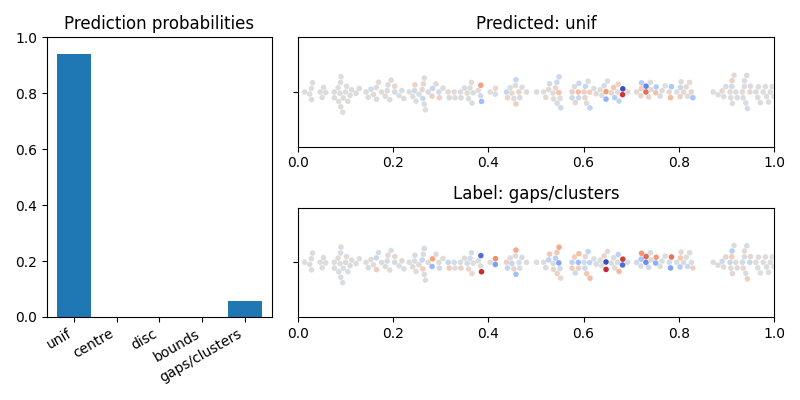 Prediction probabilities
1.0
0.8
0.6
0.4
0.2
0.0
unif
centre
disc
bounds
gaps/clusters
Predicted: unif
0.0 0.2 0.4 0.6 0.8 1.0
Label: gaps/clusters
0.0 0.2 0.4 0.6 0.8 1.0